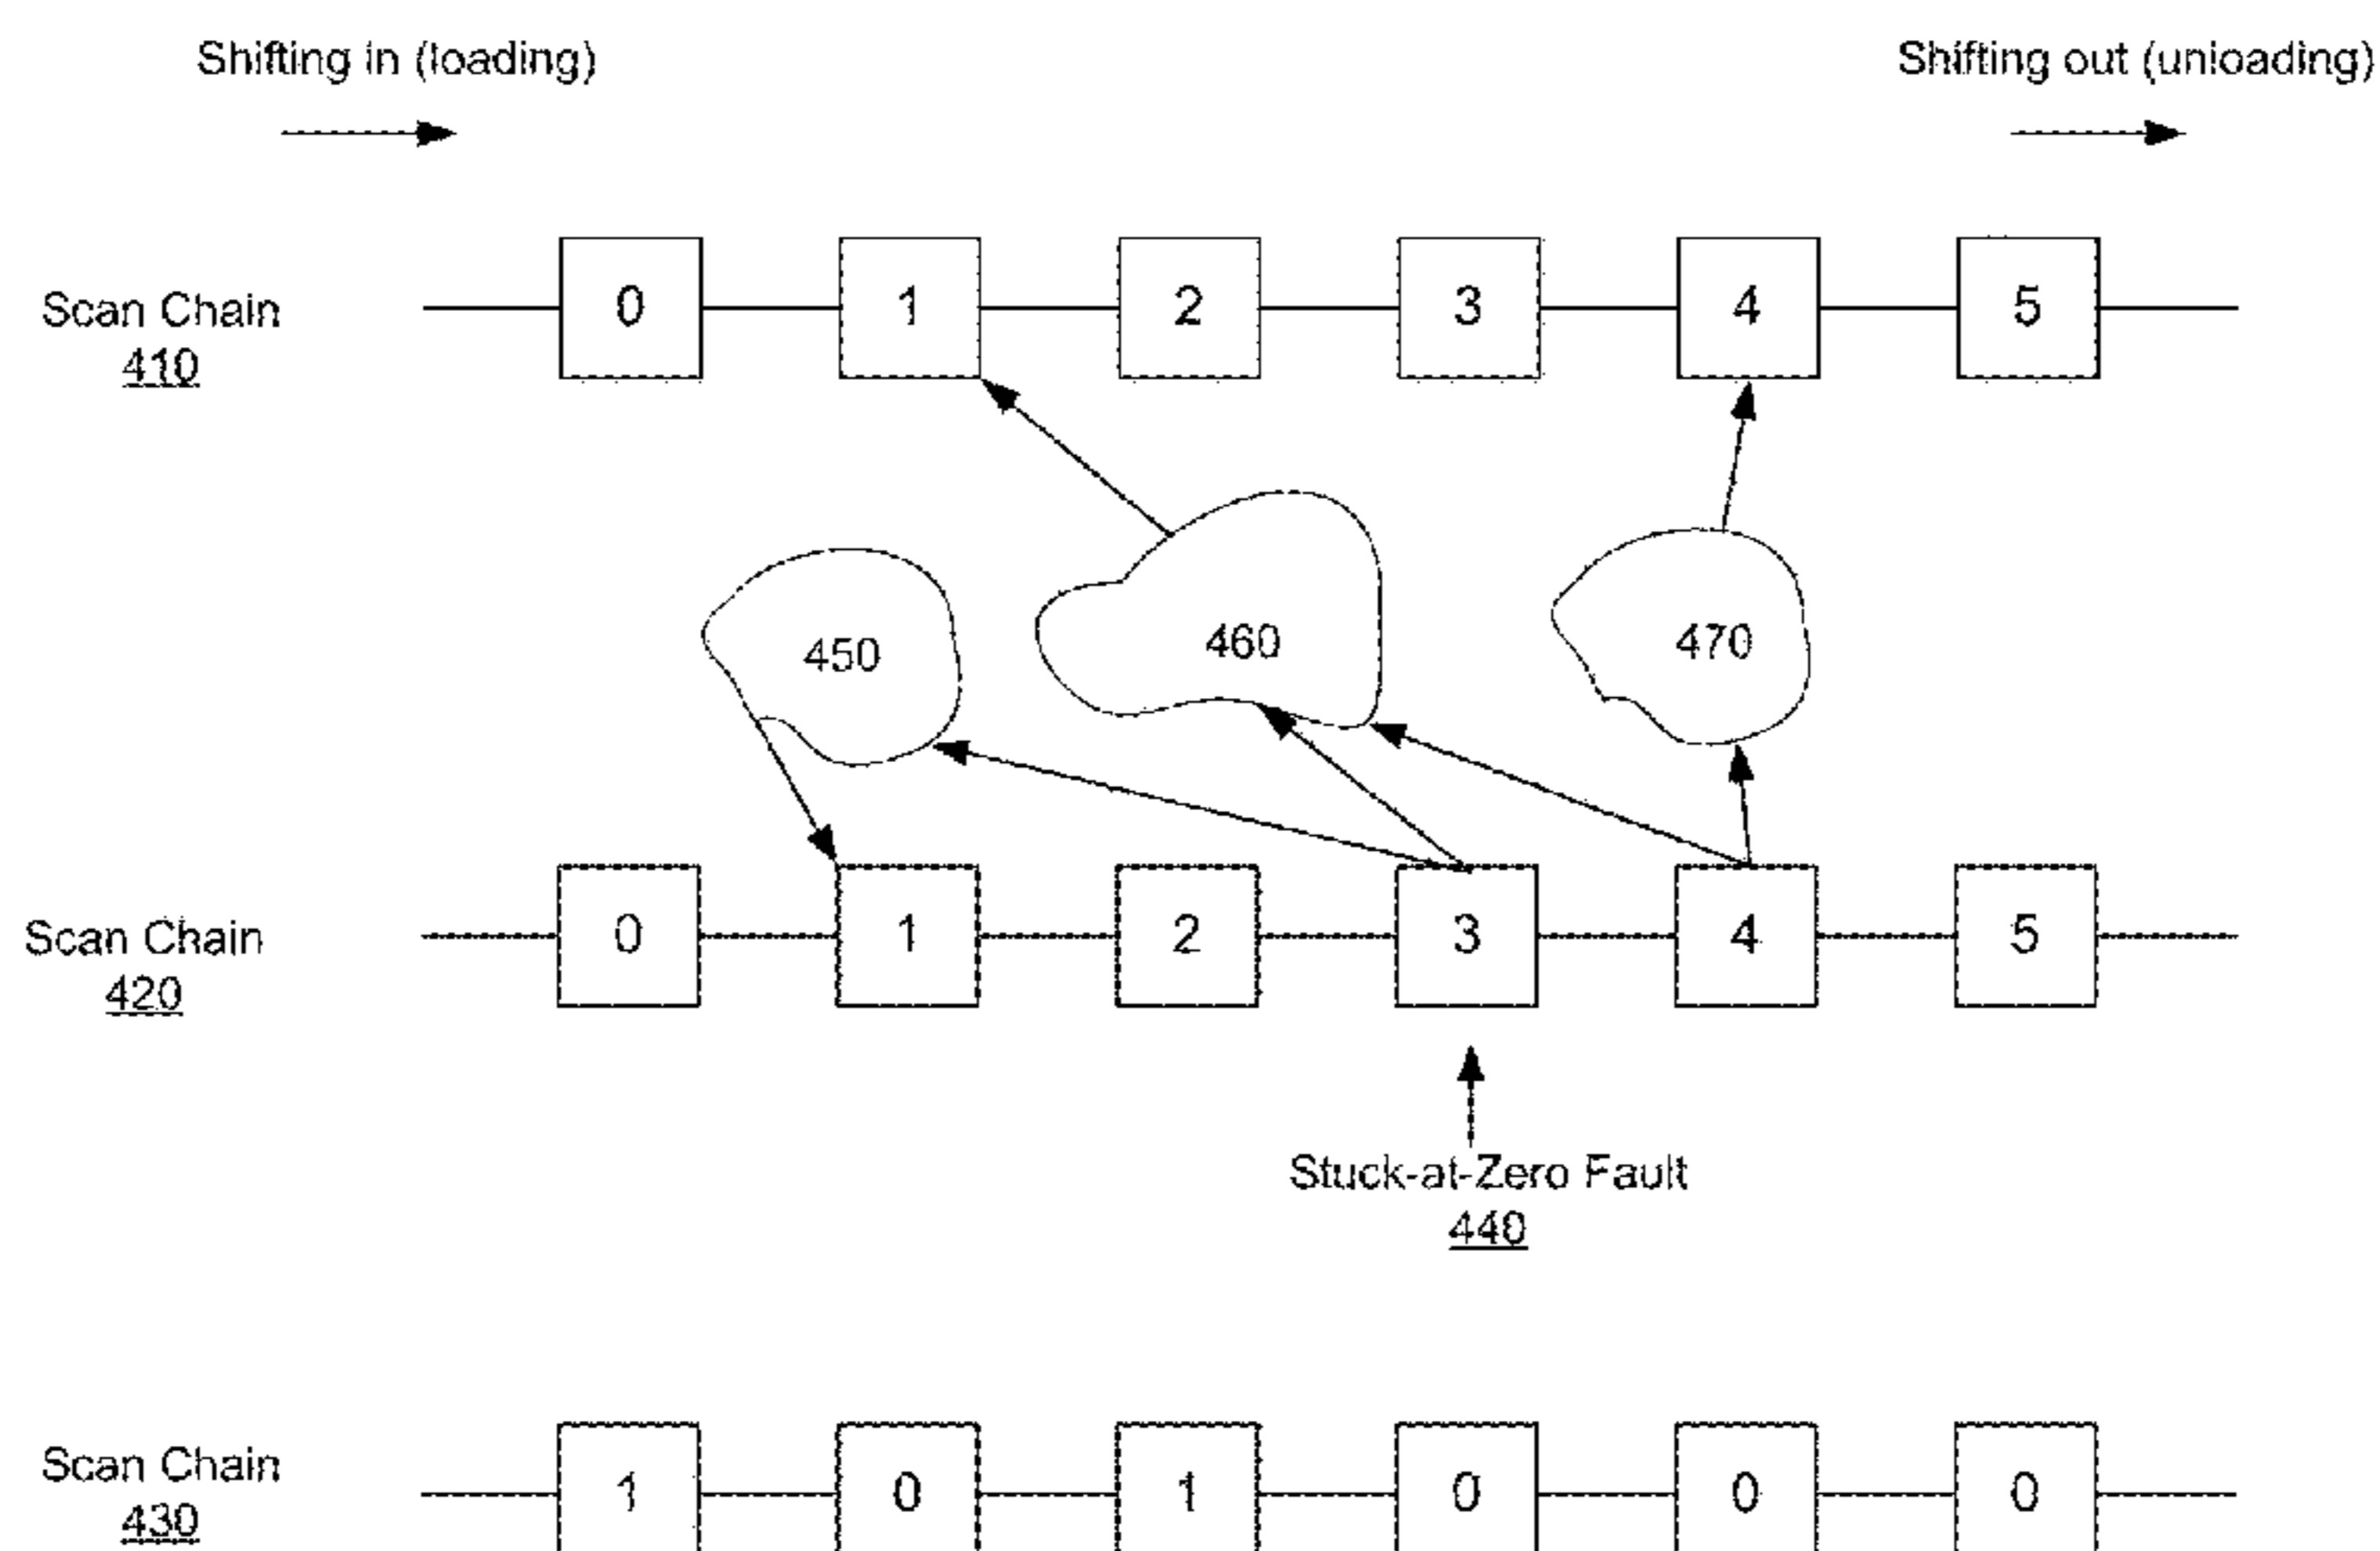 Shifting in (loading)
Shifting out (unloading)
Scan Chain
410
0 1 2 3 4 5
450
460
470
Scan Chain
420
0 1 2 3 4 5
Stuck-at-Zero Fault
440
Scan Chain
430
1 0 1 0 0 0